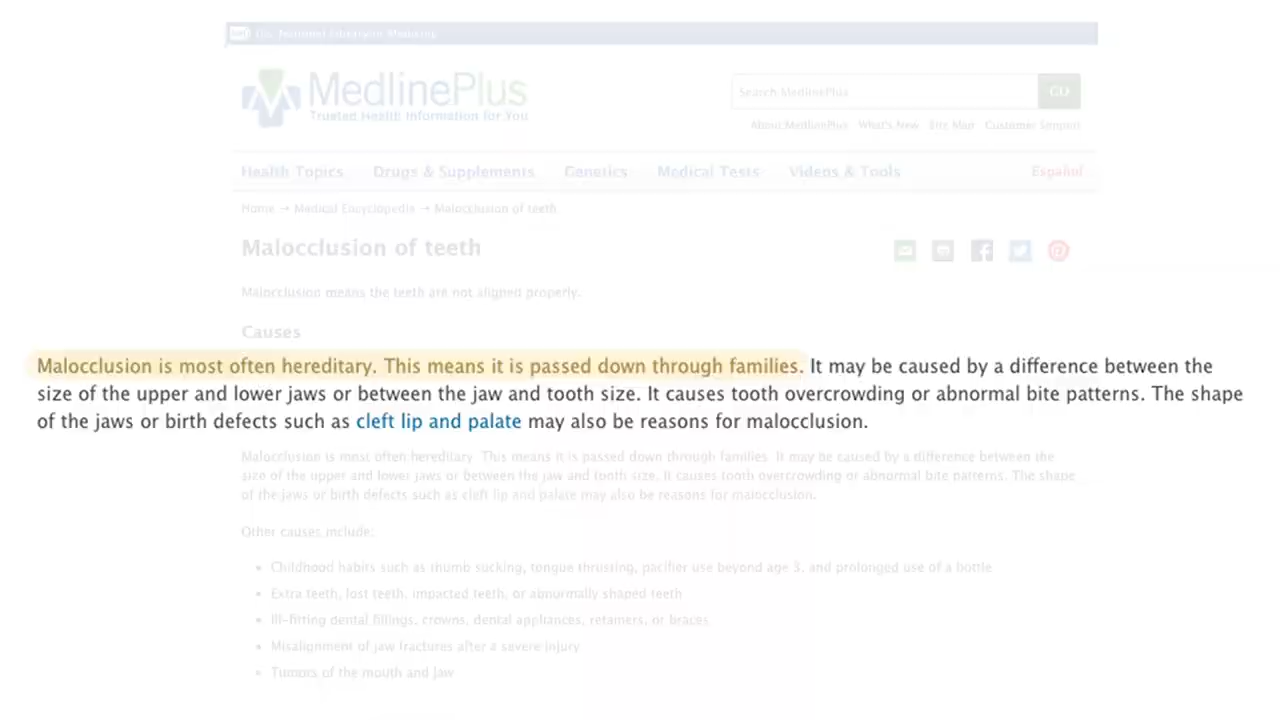 The National Library of Medicine
MedlinePlus
Trusted Health Information for You
Search MedlinePlus
GO
About MedlinePlus What's New Site Map Customer Support
Health Topics Drugs & Supplements Genetics Medical Tests Videos & Tools Español
Home → Medical Encyclopedia → Malocclusion of teeth
Malocclusion of teeth
Malocclusion means the teeth are not aligned properly.
Causes
Malocclusion is most often hereditary. This means it is passed down through families. It may be caused by a difference between the
size of the upper and lower jaws or between the jaw and tooth size. It causes tooth overcrowding or abnormal bite patterns. The shape
of the jaws or birth defects such as cleft lip and palate may also be reasons for malocclusion.
Malocclusion is most often hereditary. This means it is passed down through families. It may be caused by a difference between the
size of the upper and lower jaws or between the jaw and tooth size. It causes tooth overcrowding or abnormal bite patterns. The shape
of the jaws or birth defects such as cleft lip and palate may also be reasons for malocclusion.
Other causes include:
• Childhood habits such as thumb sucking, tongue thrusting, pacifier use beyond age 3, and prolonged use of a bottle
• Extra teeth, lost teeth, impacted teeth, or abnormally shaped teeth
• Ill-fitting dental fillings, crowns, dental appliances, retainers, or braces
• Misalignment of jaw fractures after a severe injury
• Tumors of the mouth and jaw